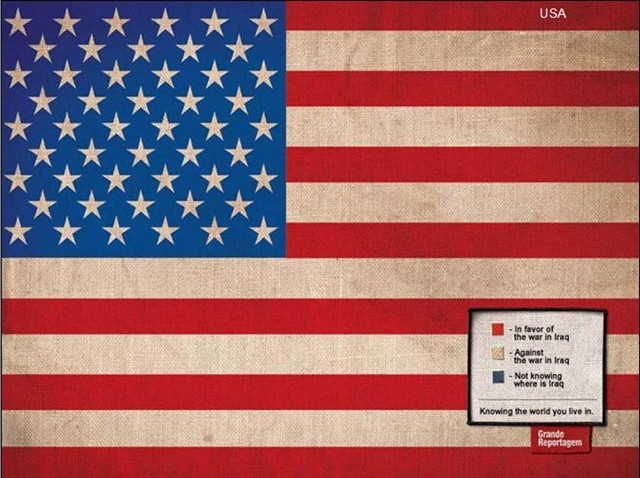 USA
- In favor of
the war in Iraq
- Against
the war in Iraq
- Not knowing
where is Iraq
Knowing the world you live in.
Grande
Reportagem